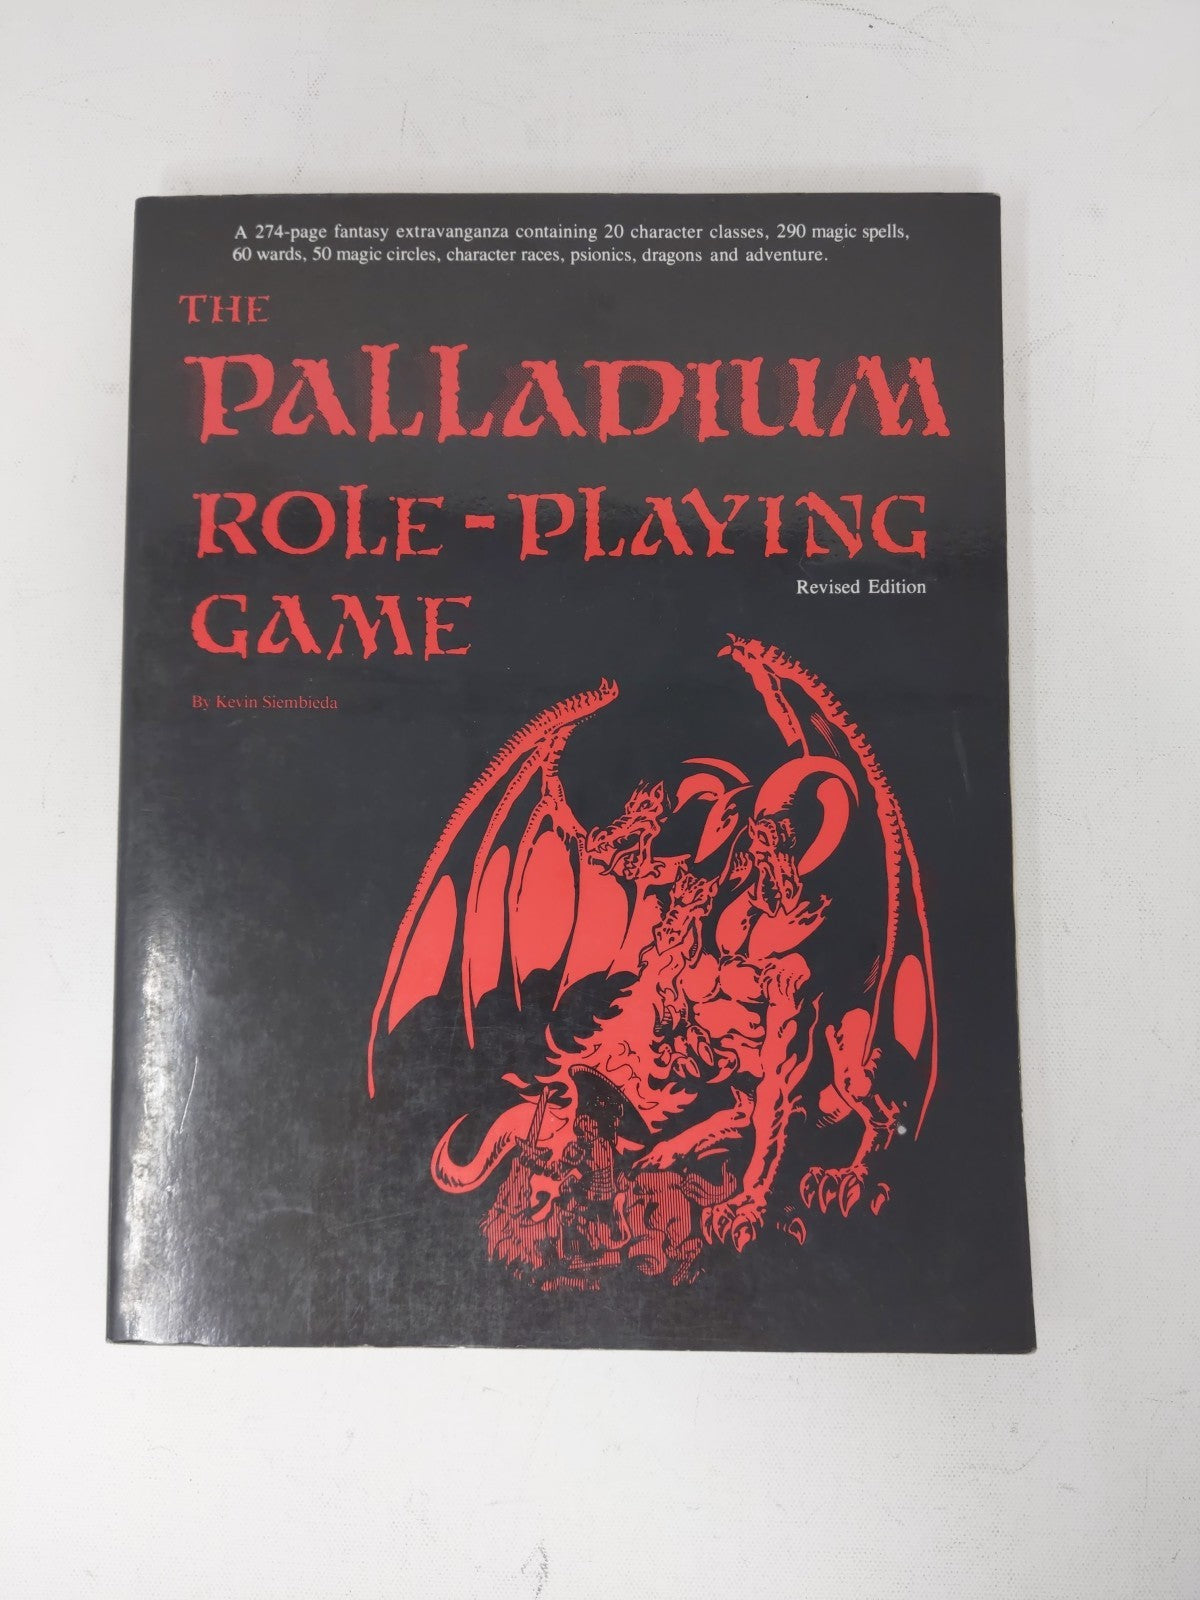 A 274-page fantasy extravanganza containing 20 character classes, 290 magic spells,
60 wards, 50 magic circles, character races, psionics, dragons and adventure.
THE
PALLADIUM
ROLE-PLAYING
Revised Edition
GAME
By Kevin Siembieda